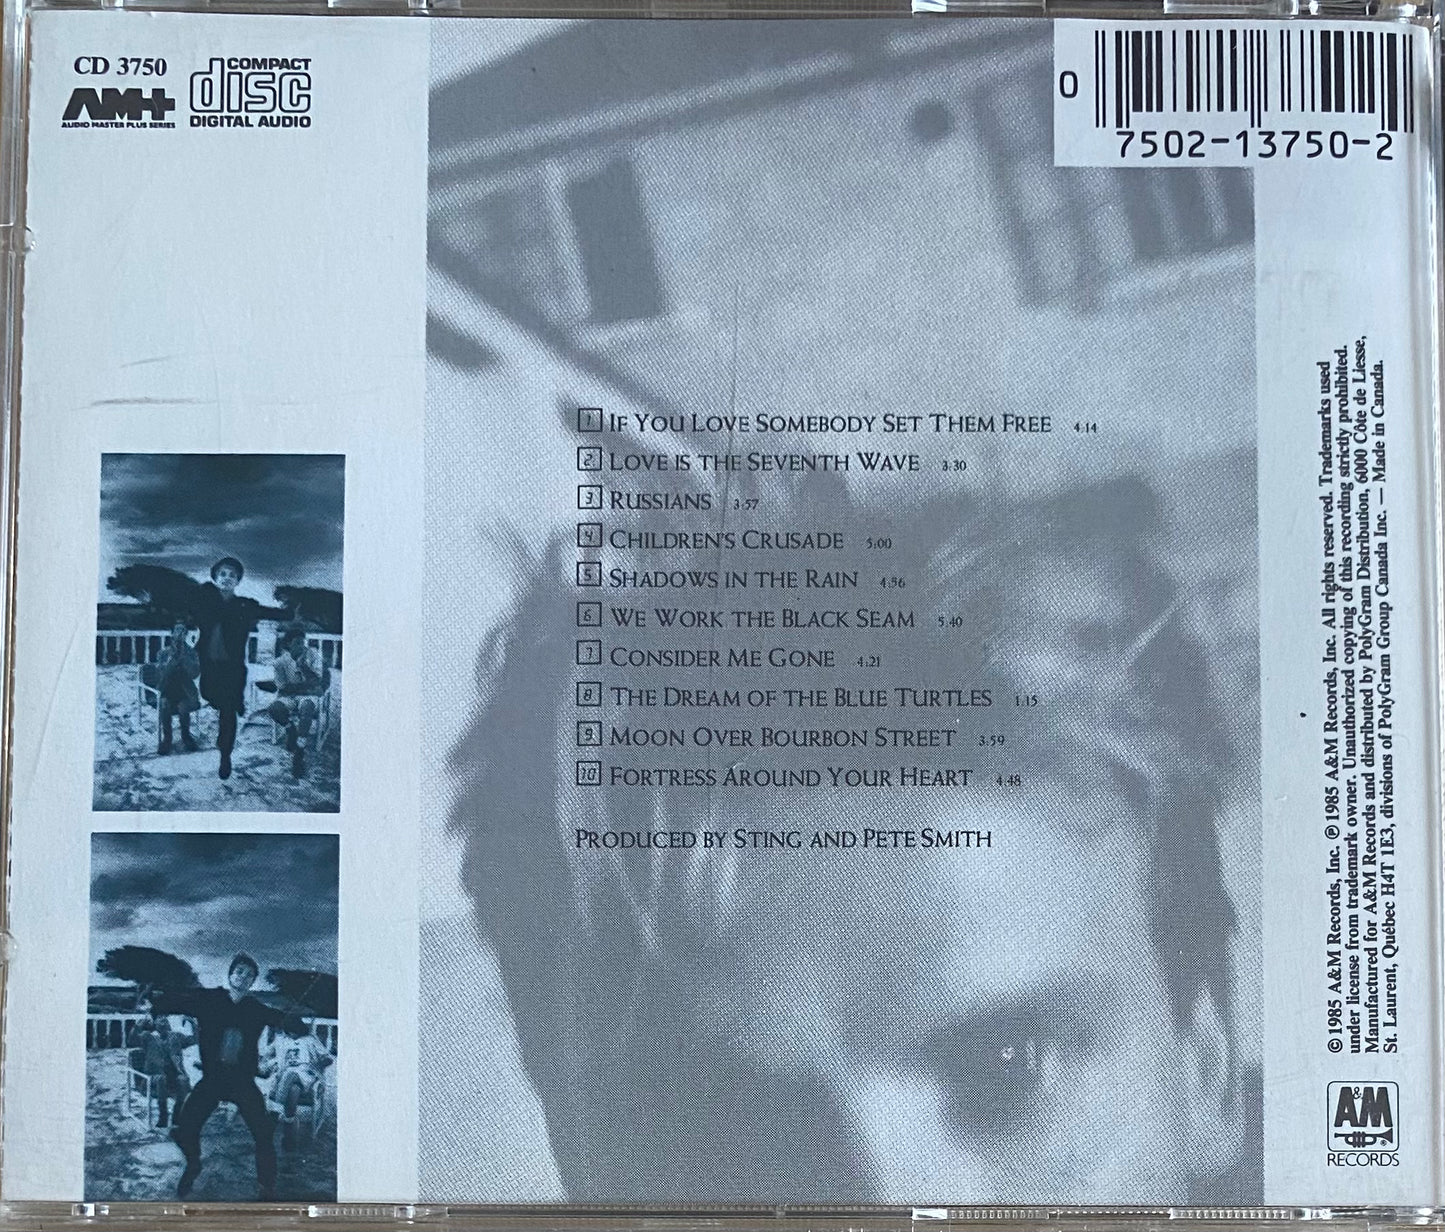 CD 3750
AM+
AUDIO MASTER PLUS SERIES
COMPACT
disc
DIGITAL AUDIO
0
7502-13750-2
1 IF YOU LOVE SOMEBODY SET THEM FREE 4.14
2 LOVE IS THE SEVENTH WAVE 3.30
3 RUSSIANS 3.57
4 CHILDREN'S CRUSADE 5.00
5 SHADOWS IN THE RAIN 4.56
6 WE WORK THE BLACK SEAM 5.40
7 CONSIDER ME GONE 4.21
8 THE DREAM OF THE BLUE TURTLES 1.15
9 MOON OVER BOURBON STREET 3.59
10 FORTRESS AROUND YOUR HEART 4.48
PRODUCED BY STING AND PETE SMITH
©1985 A&M Records, Inc. ℗1985 A&M Records, Inc. All rights reserved. Trademarks used
under license from trademark owner. Unauthorized copying of this recording strictly prohibited.
Manufactured for A&M Records and distributed by PolyGram Distribution, 6000 Côte de Liesse,
St. Laurent, Québec H4T 1E3, divisions of PolyGram Group Canada Inc. — Made in Canada.
A&M
RECORDS